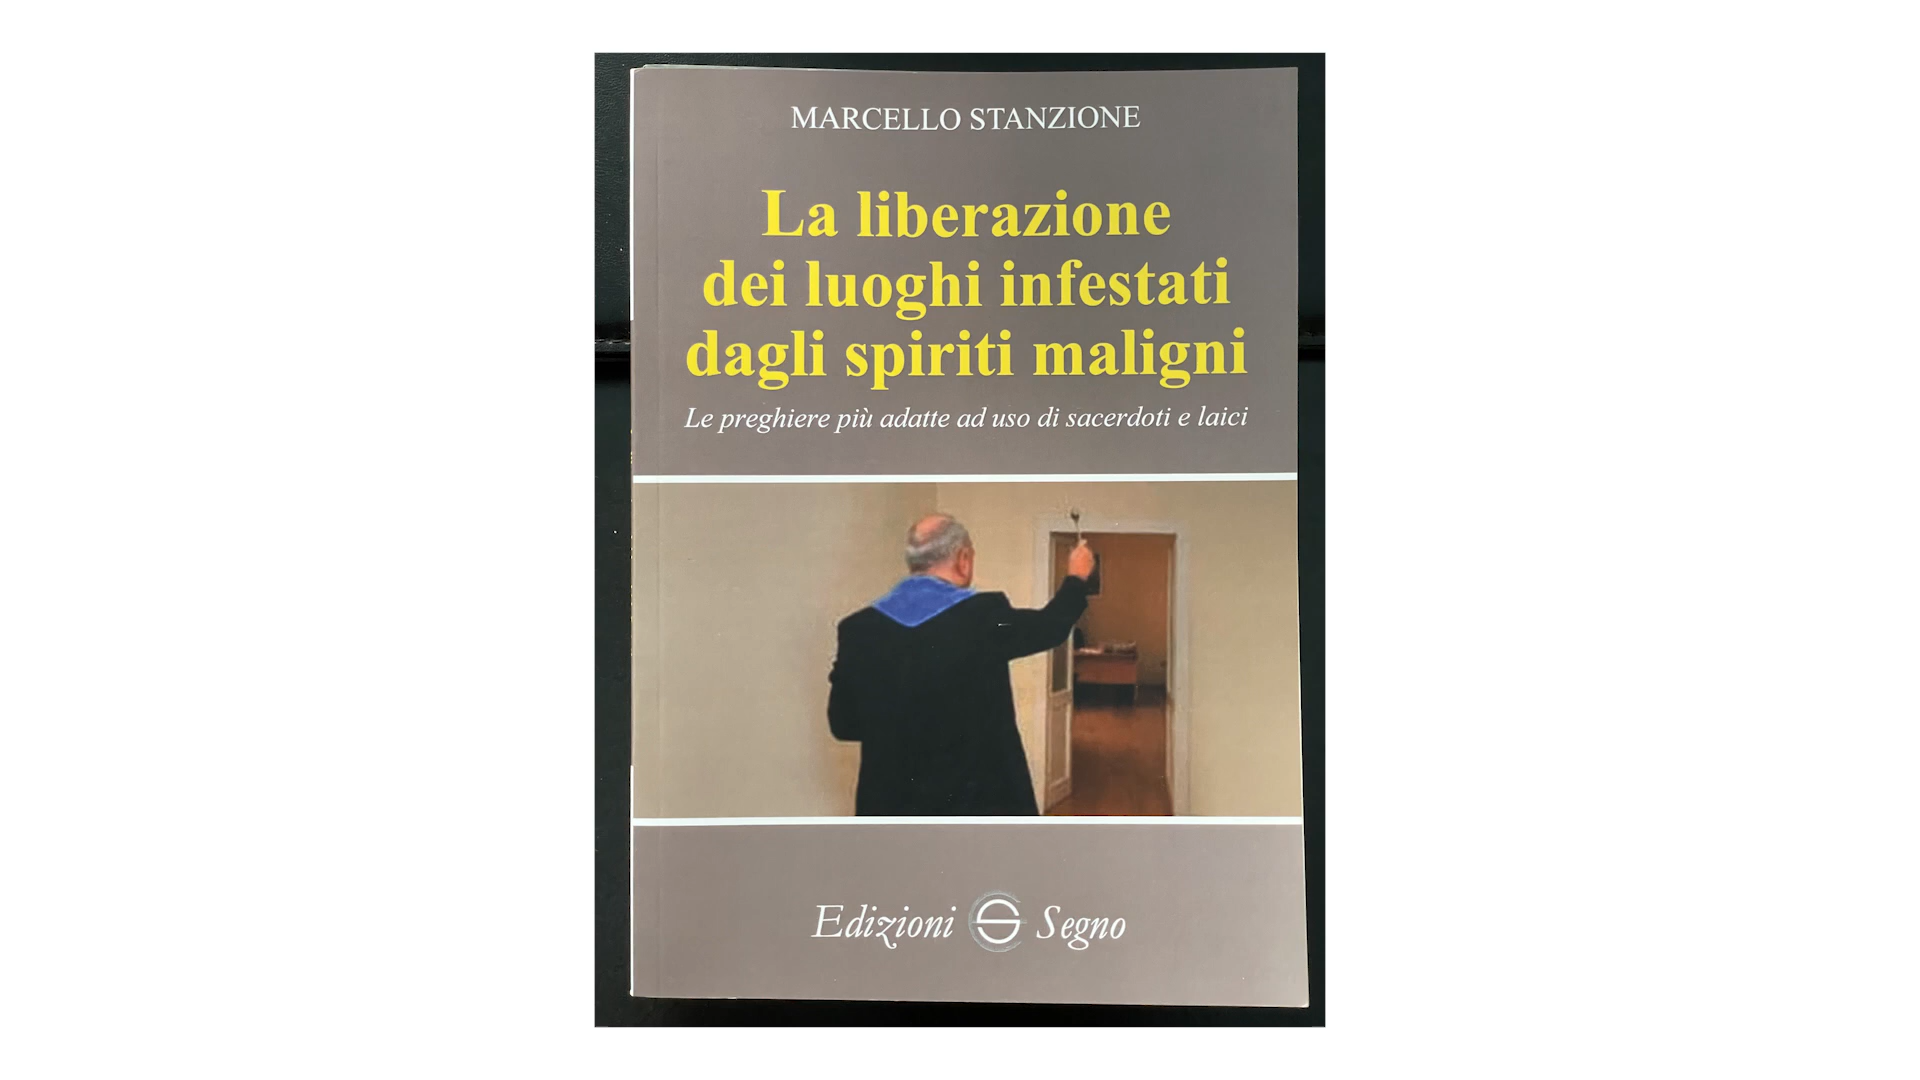 MARCELLO STANZIONE
La liberazione
dei luoghi infestati
dagli spiriti maligni
Le preghiere più adatte ad uso di sacerdoti e laici
Edizioni S Segno